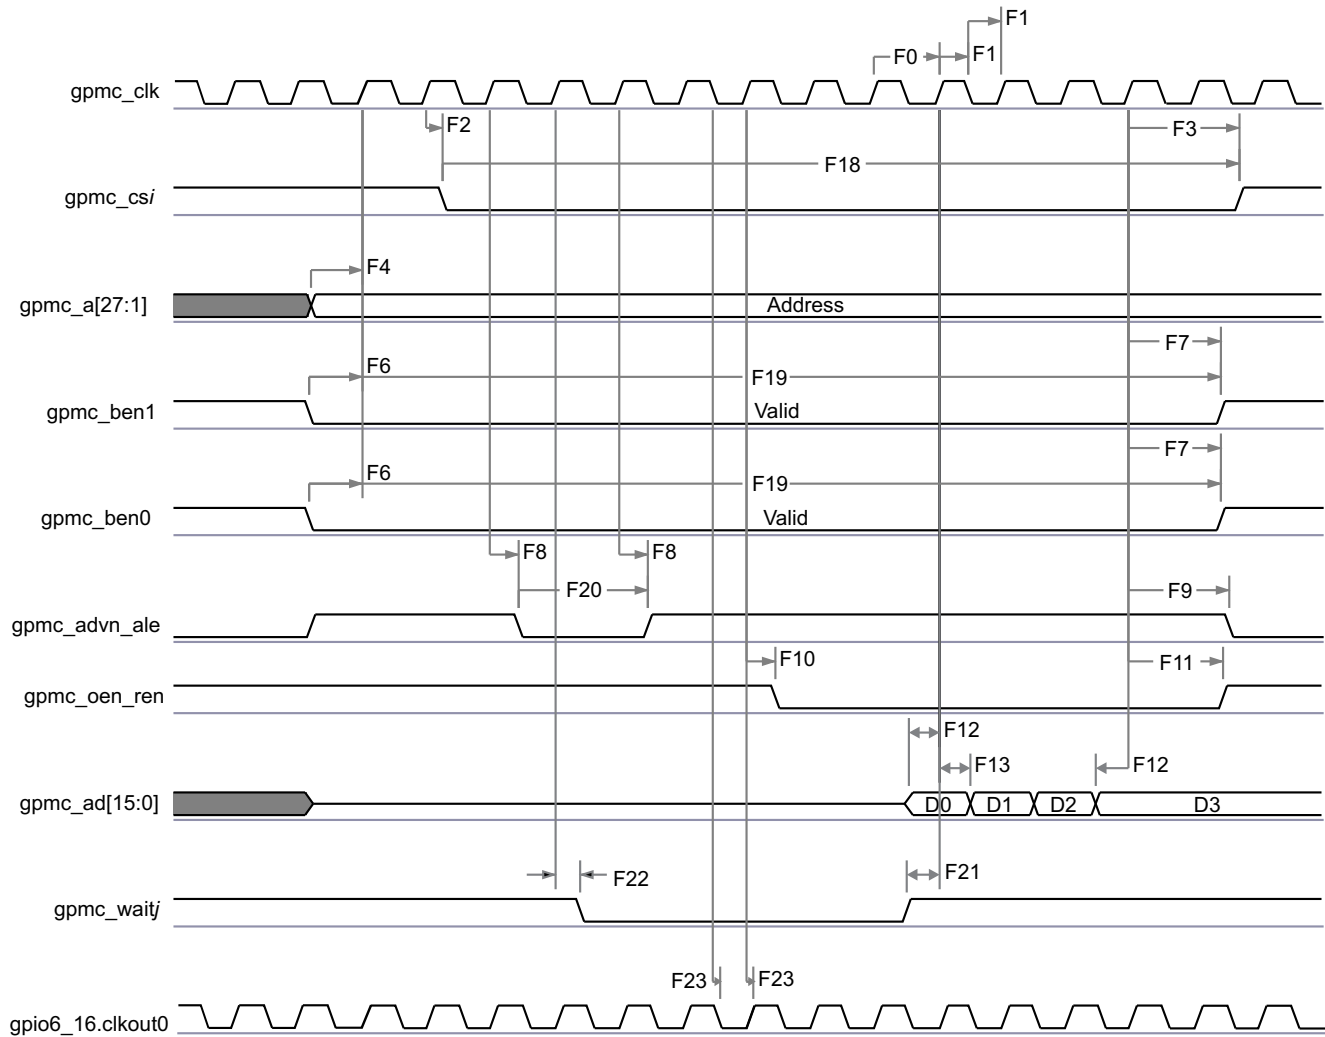 F1
F0
F1
gpmc_clk
F2
F3
F18
gpmc_csi
F4
gpmc_a[27:1]
Address
F7
F6
F19
gpmc_ben1
Valid
F7
F6
F19
gpmc_ben0
Valid
F8
F8
F20
F9
gpmc_advn_ale
F10
F11
gpmc_oen_ren
F12
F13
F12
gpmc_ad[15:0]
D0
D1
D2
D3
F22
F21
gpmc_waitj
F23
F23
gpio6_16.clkout0